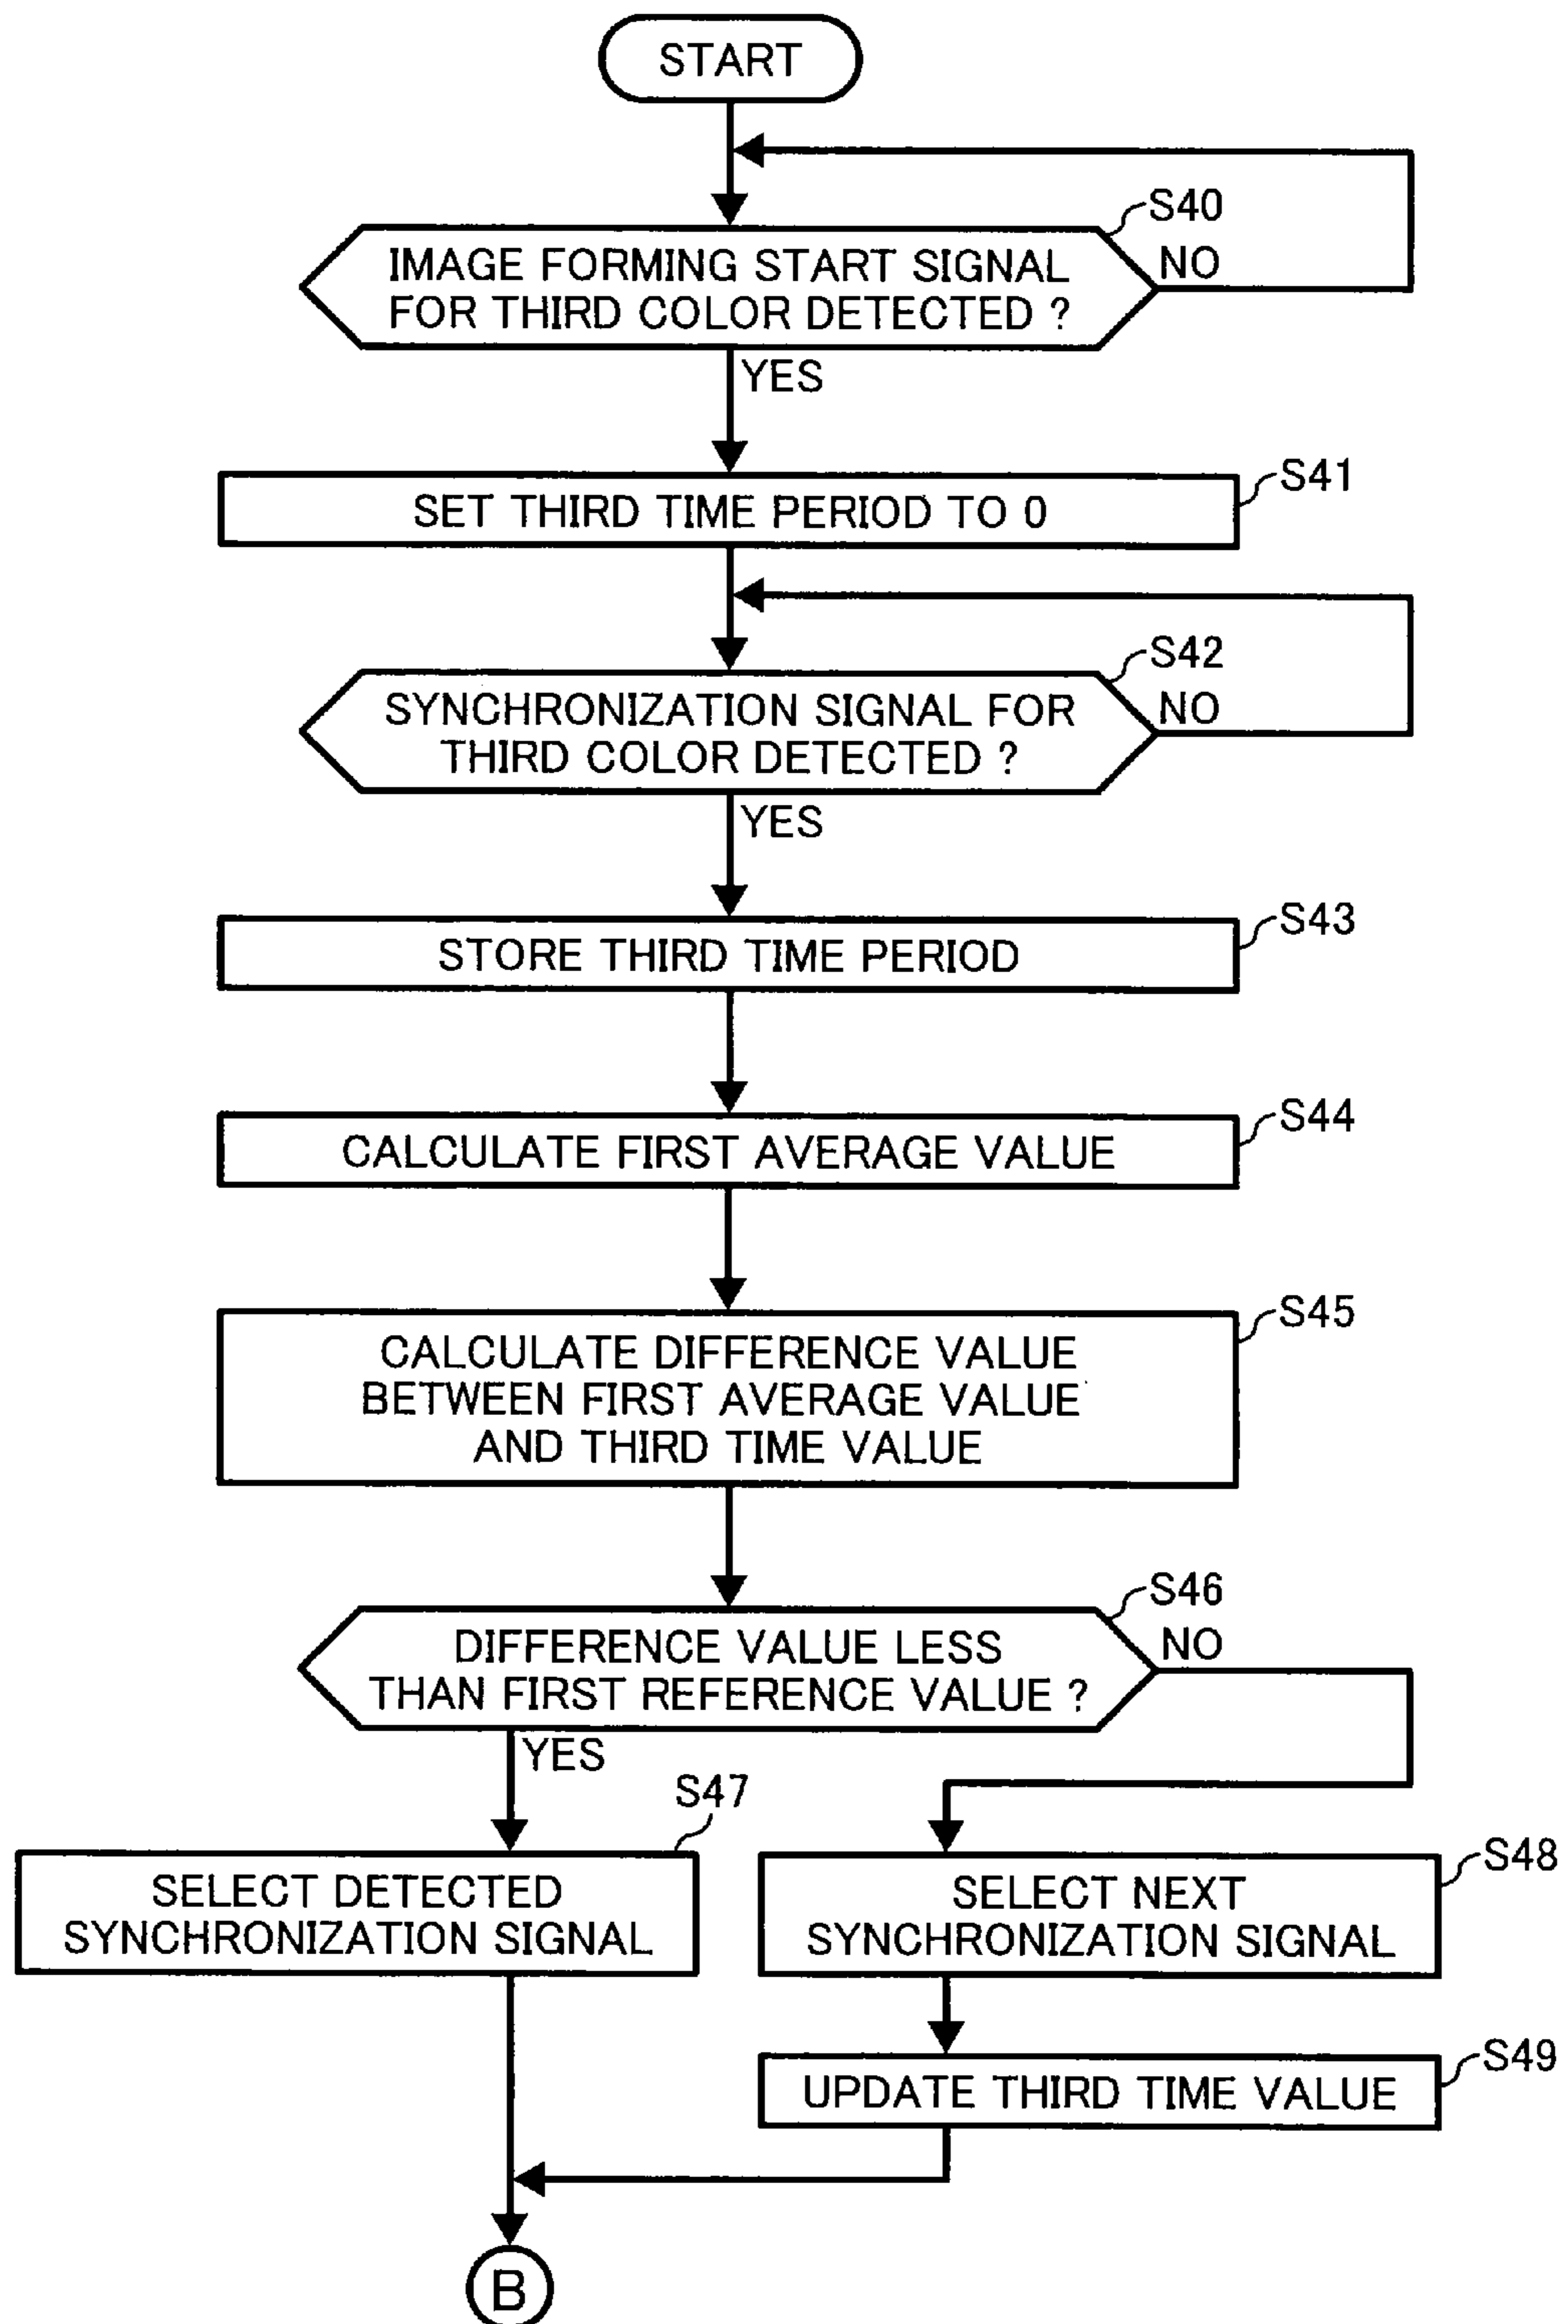 START
S40
IMAGE FORMING START SIGNAL
FOR THIRD COLOR DETECTED ?
NO
YES
S41
SET THIRD TIME PERIOD TO 0
S42
SYNCHRONIZATION SIGNAL FOR
THIRD COLOR DETECTED ?
NO
YES
S43
STORE THIRD TIME PERIOD
S44
CALCULATE FIRST AVERAGE VALUE
S45
CALCULATE DIFFERENCE VALUE
BETWEEN FIRST AVERAGE VALUE
AND THIRD TIME VALUE
S46
DIFFERENCE VALUE LESS
THAN FIRST REFERENCE VALUE ?
NO
YES
S47
SELECT DETECTED
SYNCHRONIZATION SIGNAL
S48
SELECT NEXT
SYNCHRONIZATION SIGNAL
S49
UPDATE THIRD TIME VALUE
B